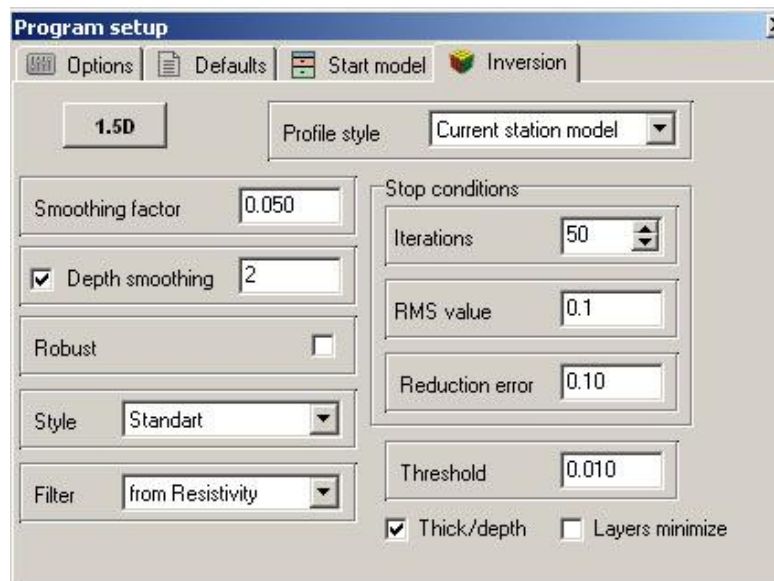 Program setup
Options
Defaults
Start model
Inversion
1.5D
Profile style
Current station model
Smoothing factor
0.050
Depth smoothing
2
Robust
Style
Standart
Filter
from Resistivity
Stop conditions
Iterations
50
RMS value
0.1
Reduction error
0.10
Threshold
0.010
Thick/depth
Layers minimize